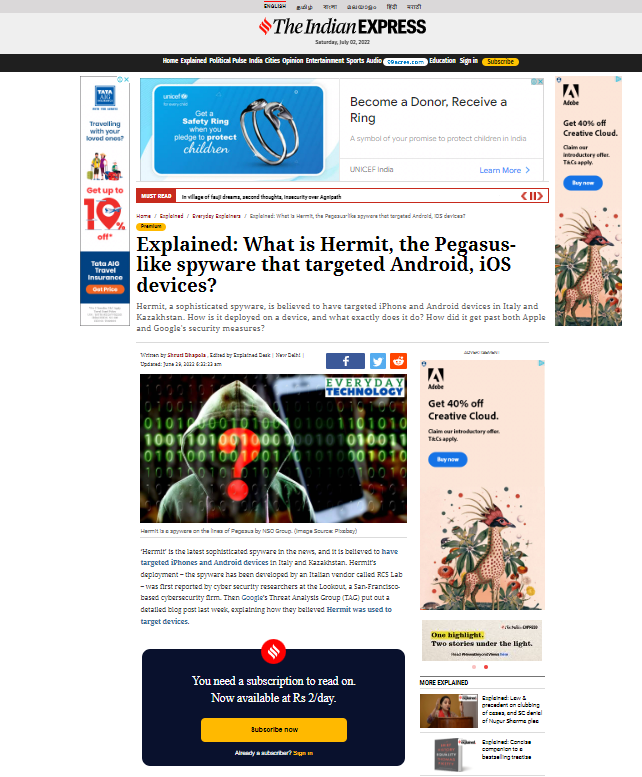 ENGLISH தமிழ் বাংলা മലയാളം हिंदी मराठी
The Indian EXPRESS
Saturday, July 02, 2022
Home Explained Political Pulse India Cities Opinion Entertainment Sports Audio 99acres.com Education Sign in Subscribe
TATA
AIG
INSURANCE
Travelling
with your
loved ones?
Get up to
10%
off*
Tata AIG
Travel
Insurance
Get Price
unicef
for every child
Get a
Safety Ring
when you
pledge to protect
children
Become a Donor, Receive a
Ring
A symbol of your promise to protect children in India
UNICEF India
Learn More
Adobe
Get 40% off
Creative Cloud.
Claim our
introductory offer.
T&Cs apply.
Buy now
MUST READ In village of fauji dreams, second thoughts, insecurity over Agnipath
Home / Explained / Everyday Explainers / Explained: What is Hermit, the Pegasus-like spyware that targeted Android, iOS devices?
Premium
Explained: What is Hermit, the Pegasus-
like spyware that targeted Android, iOS
devices?
Hermit, a sophisticated spyware, is believed to have targeted iPhone and Android devices in Italy and
Kazakhstan. How is it deployed on a device, and what exactly does it do? How did it get past both Apple
and Google's security measures?
Written by Shruti Dhapola , Edited by Explained Desk | New Delhi |
Updated: June 29, 2022 8:32:23 am
EVERYDAY
TECHNOLOGY
Hermit is a spyware on the lines of Pegasus by NSO Group. (Image Source: Pixabay)
'Hermit' is the latest sophisticated spyware in the news, and it is believed to have
targeted iPhones and Android devices in Italy and Kazakhstan. Hermit's
deployment – the spyware has been developed by an Italian vendor called RCS Lab
– was first reported by cyber security researchers at the Lookout, a San-Francisco-
based cybersecurity firm. Then Google's Threat Analysis Group (TAG) put out a
detailed blog post last week, explaining how they believed Hermit was used to
target devices.
You need a subscription to read on.
Now available at Rs 2/day.
Subscribe now
Already a subscriber? Sign in
ADVERTISEMENT
Adobe
Get 40% off
Creative Cloud.
Claim our introductory offer.
T&Cs apply.
Buy now
The Indian EXPRESS
One highlight.
Two stories under the light.
MORE EXPLAINED
Explained: Law &
precedent on clubbing
of cases, and SC denial
of Nupur Sharma plea
Explained: Concise
companion to a
bestselling treatise